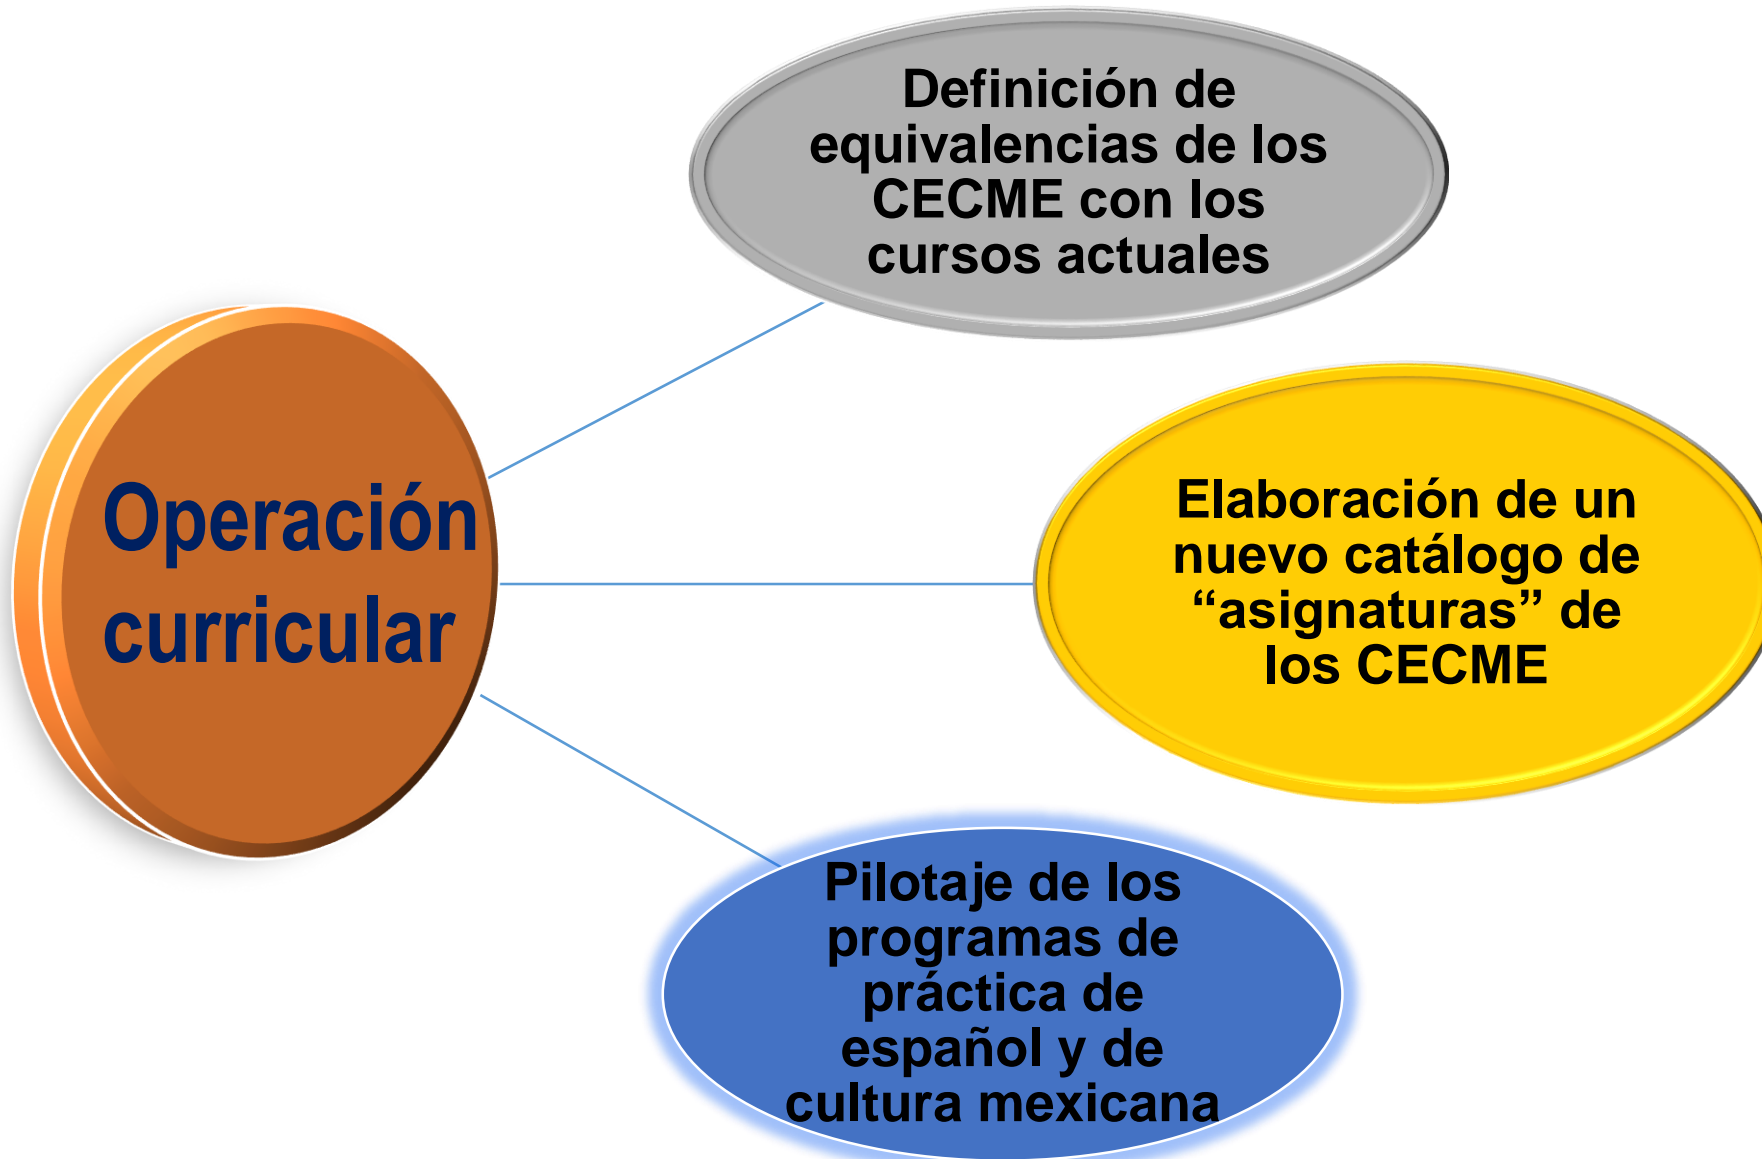 Operación
curricular
Definición de
equivalencias de los
CECME con los
cursos actuales
Elaboración de un
nuevo catálogo de
“asignaturas” de
los CECME
Pilotaje de los
programas de
práctica de
español y de
cultura mexicana